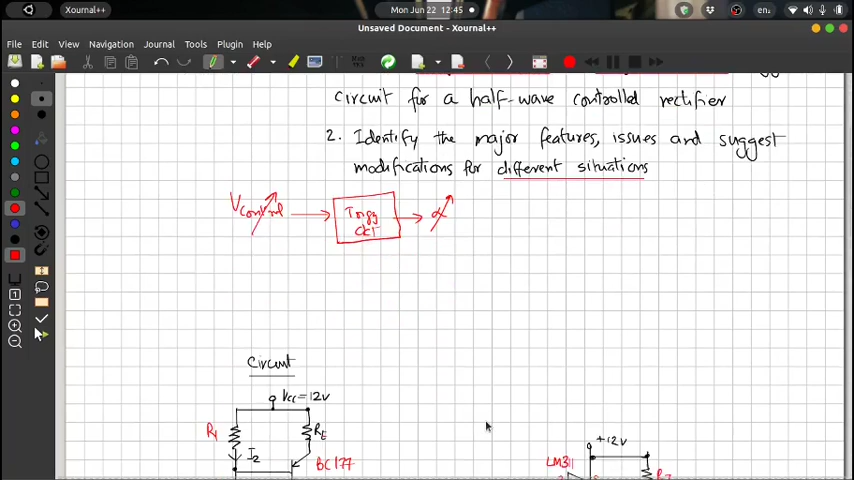 Xournal++
Mon Jun 22 12:45
en₂
Unsaved Document - Xournal++
File Edit View Navigation Journal Tools Plugin Help
circuit for a half-wave controlled rectifier
2. Identify the major features, issues and suggest
modifications for different situations
Vcontrol
CKT
α
Circuit
Vcc = 12V
R1
RE
I2
BC177
+12V
LM311